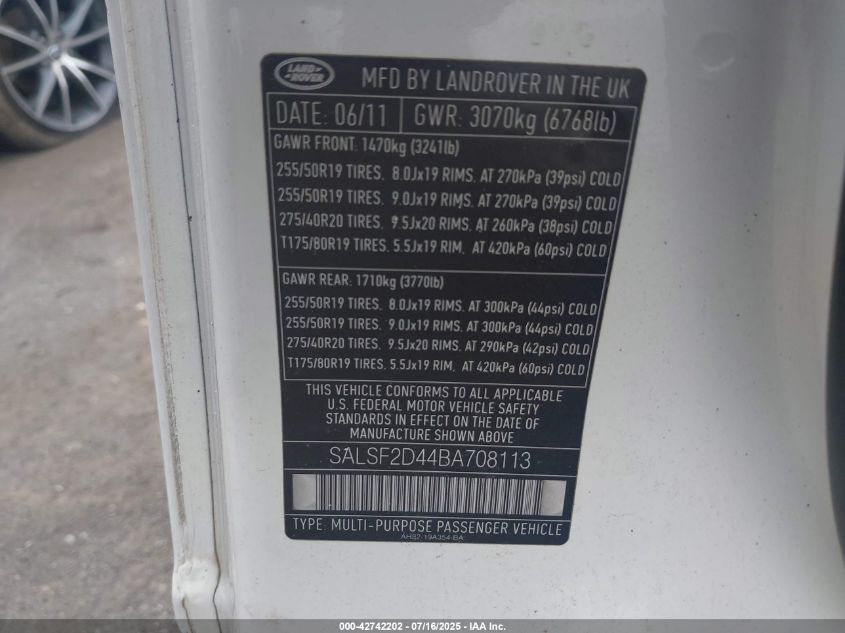 LAND ROVER
MFD BY LANDROVER IN THE UK
DATE: 06/11 GWR: 3070kg (6768lb)
GAWR FRONT: 1470kg (3241lb)
255/50R19 TIRES. 8.0Jx19 RIMS. AT 270kPa (39psi) COLD
255/50R19 TIRES. 9.0Jx19 RIMS. AT 270kPa (39psi) COLD
275/40R20 TIRES. 9.5Jx20 RIMS. AT 260kPa (38psi) COLD
T175/80R19 TIRES. 5.5Jx19 RIM. AT 420kPa (60psi) COLD
GAWR REAR: 1710kg (3770lb)
255/50R19 TIRES. 8.0Jx19 RIMS. AT 300kPa (44psi) COLD
255/50R19 TIRES. 9.0Jx19 RIMS. AT 300kPa (44psi) COLD
275/40R20 TIRES. 9.5Jx20 RIMS. AT 290kPa (42psi) COLD
T175/80R19 TIRES. 5.5Jx19 RIM. AT 420kPa (60psi) COLD
THIS VEHICLE CONFORMS TO ALL APPLICABLE
U.S. FEDERAL MOTOR VEHICLE SAFETY
STANDARDS IN EFFECT ON THE DATE OF
MANUFACTURE SHOWN ABOVE
SALSF2D44BA708113
TYPE: MULTI-PURPOSE PASSENGER VEHICLE
AH32-19A354-BA
000-42742202 - 07/16/2025 - IAA Inc.